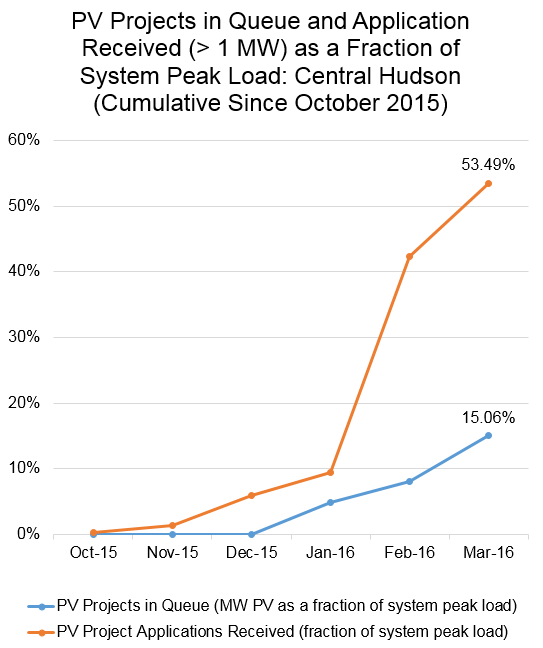 PV Projects in Queue and Application
Received (> 1 MW) as a Fraction of
System Peak Load: Central Hudson
(Cumulative Since October 2015)
60%
53.49%
50%
40%
30%
20%
15.06%
10%
0%
Oct-15 Nov-15 Dec-15 Jan-16 Feb-16 Mar-16
PV Projects in Queue (MW PV as a fraction of system peak load)
PV Project Applications Received (fraction of system peak load)